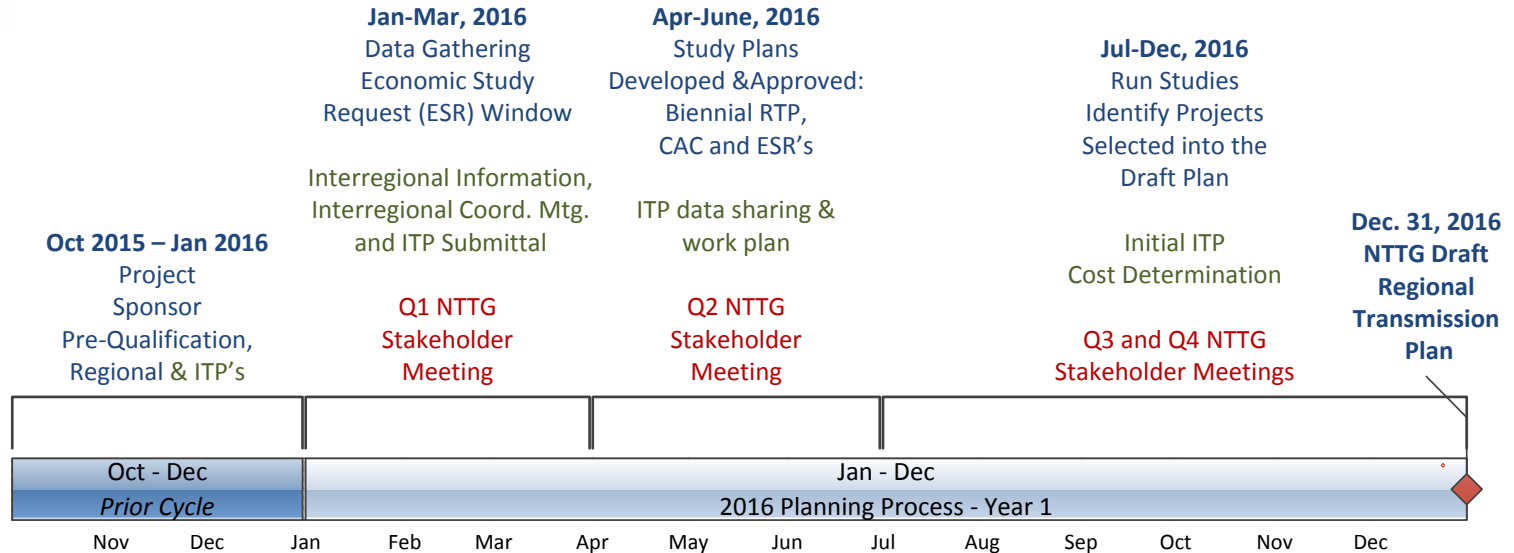 Oct 2015 – Jan 2016
Project
Sponsor
Pre-Qualification,
Regional & ITP's
Jan-Mar, 2016
Data Gathering
Economic Study
Request (ESR) Window
Interregional Information,
Interregional Coord. Mtg.
and ITP Submittal
Q1 NTTG
Stakeholder
Meeting
Apr-June, 2016
Study Plans
Developed &Approved:
Biennial RTP,
CAC and ESR's
ITP data sharing &
work plan
Q2 NTTG
Stakeholder
Meeting
Jul-Dec, 2016
Run Studies
Identify Projects
Selected into the
Draft Plan
Initial ITP
Cost Determination
Q3 and Q4 NTTG
Stakeholder Meetings
Dec. 31, 2016
NTTG Draft
Regional
Transmission
Plan
Oct - Dec
Prior Cycle
Jan - Dec
2016 Planning Process - Year 1
Nov Dec Jan Feb Mar Apr May Jun Jul Aug Sep Oct Nov Dec